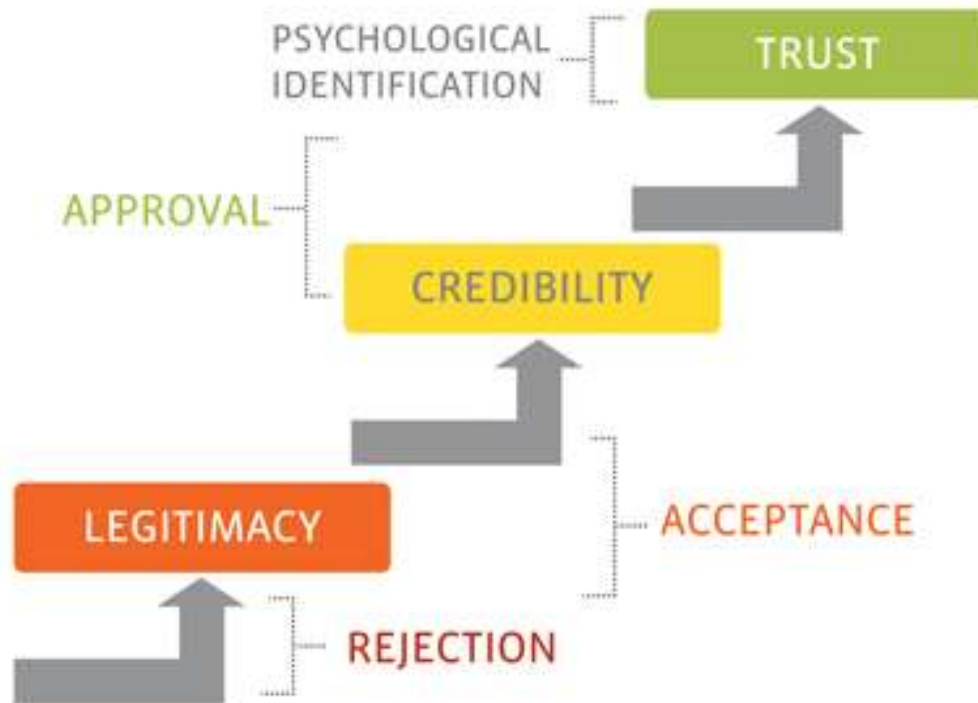 PSYCHOLOGICAL
IDENTIFICATION
TRUST
APPROVAL
CREDIBILITY
LEGITIMACY
ACCEPTANCE
REJECTION